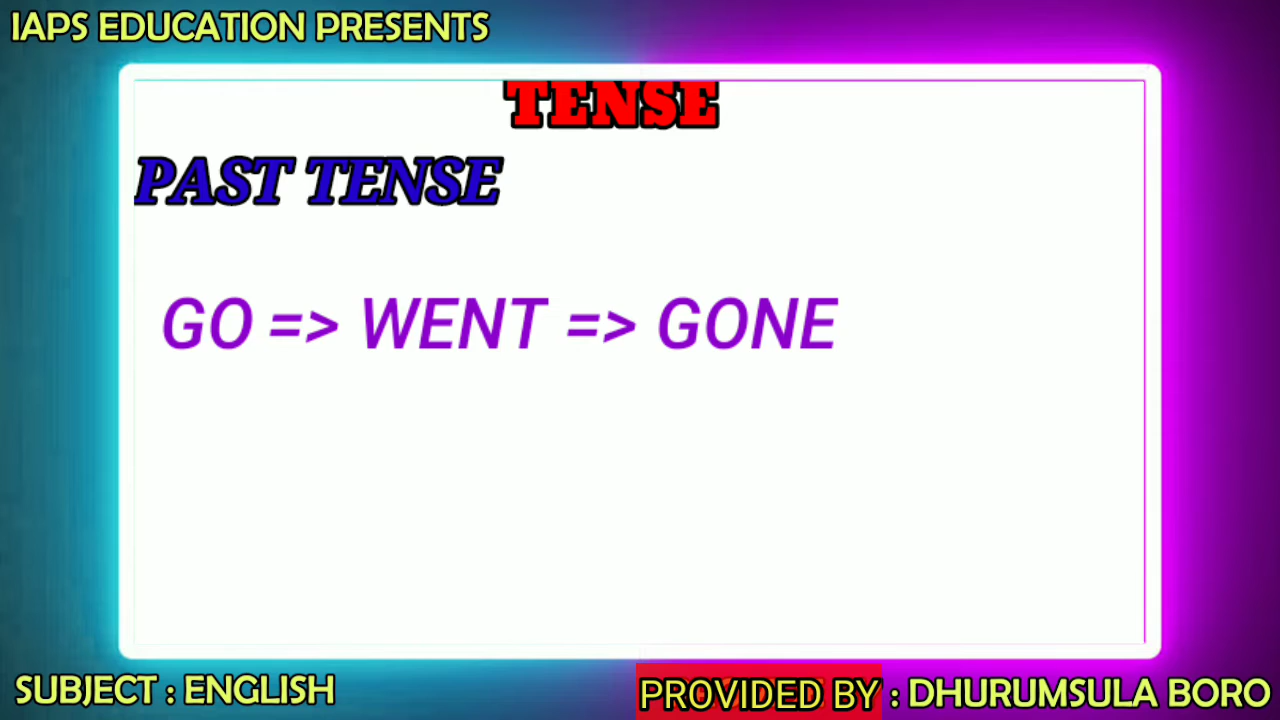 IAPS EDUCATION PRESENTS
TENSE
PAST TENSE
GO => WENT => GONE
SUBJECT : ENGLISH
PROVIDED BY : DHURUMSULA BORO